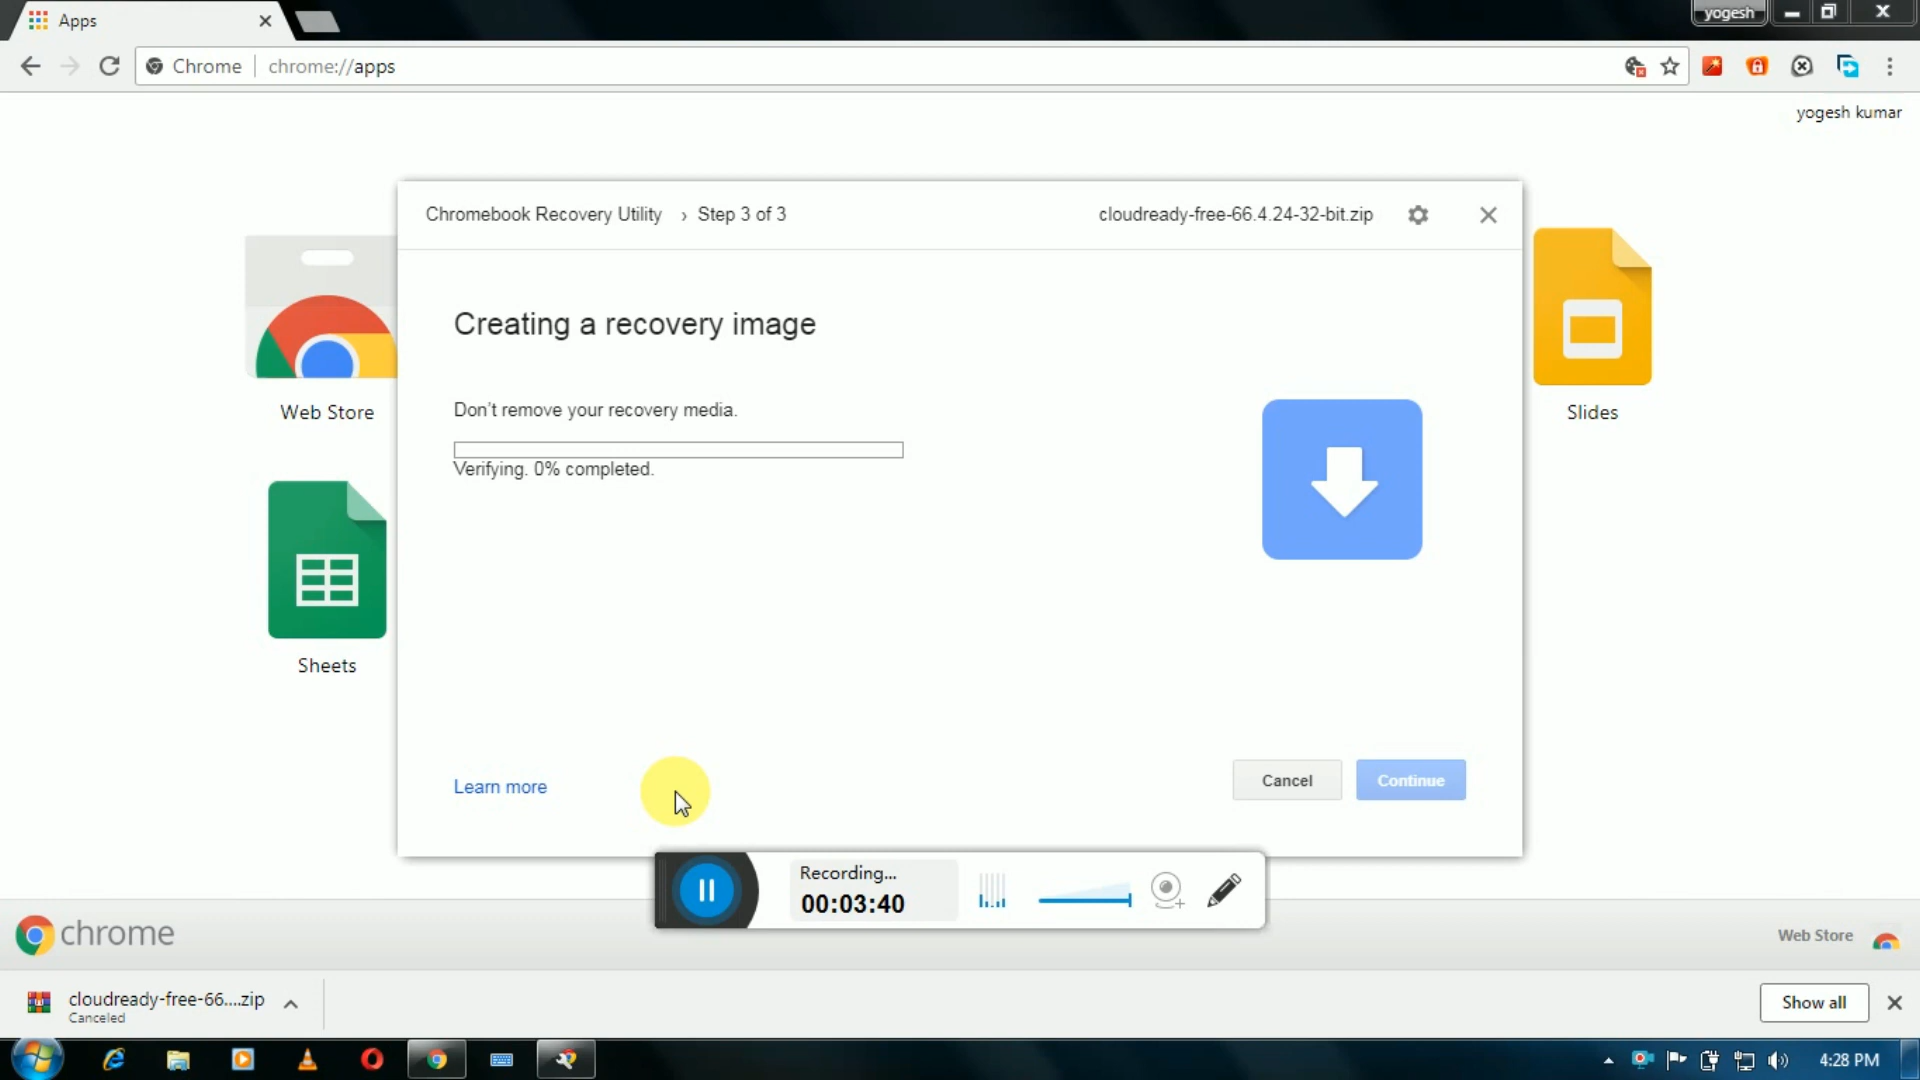 Apps
yogesh
Chrome
chrome://apps
yogesh kumar
Chromebook Recovery Utility › Step 3 of 3
cloudready-free-66.4.24-32-bit.zip
Creating a recovery image
Don't remove your recovery media.
Verifying. 0% completed.
Web Store
Slides
Sheets
Learn more
Cancel
Continue
Recording...
00:03:40
chrome
Web Store
cloudready-free-66....zip
Canceled
Show all
4:28 PM